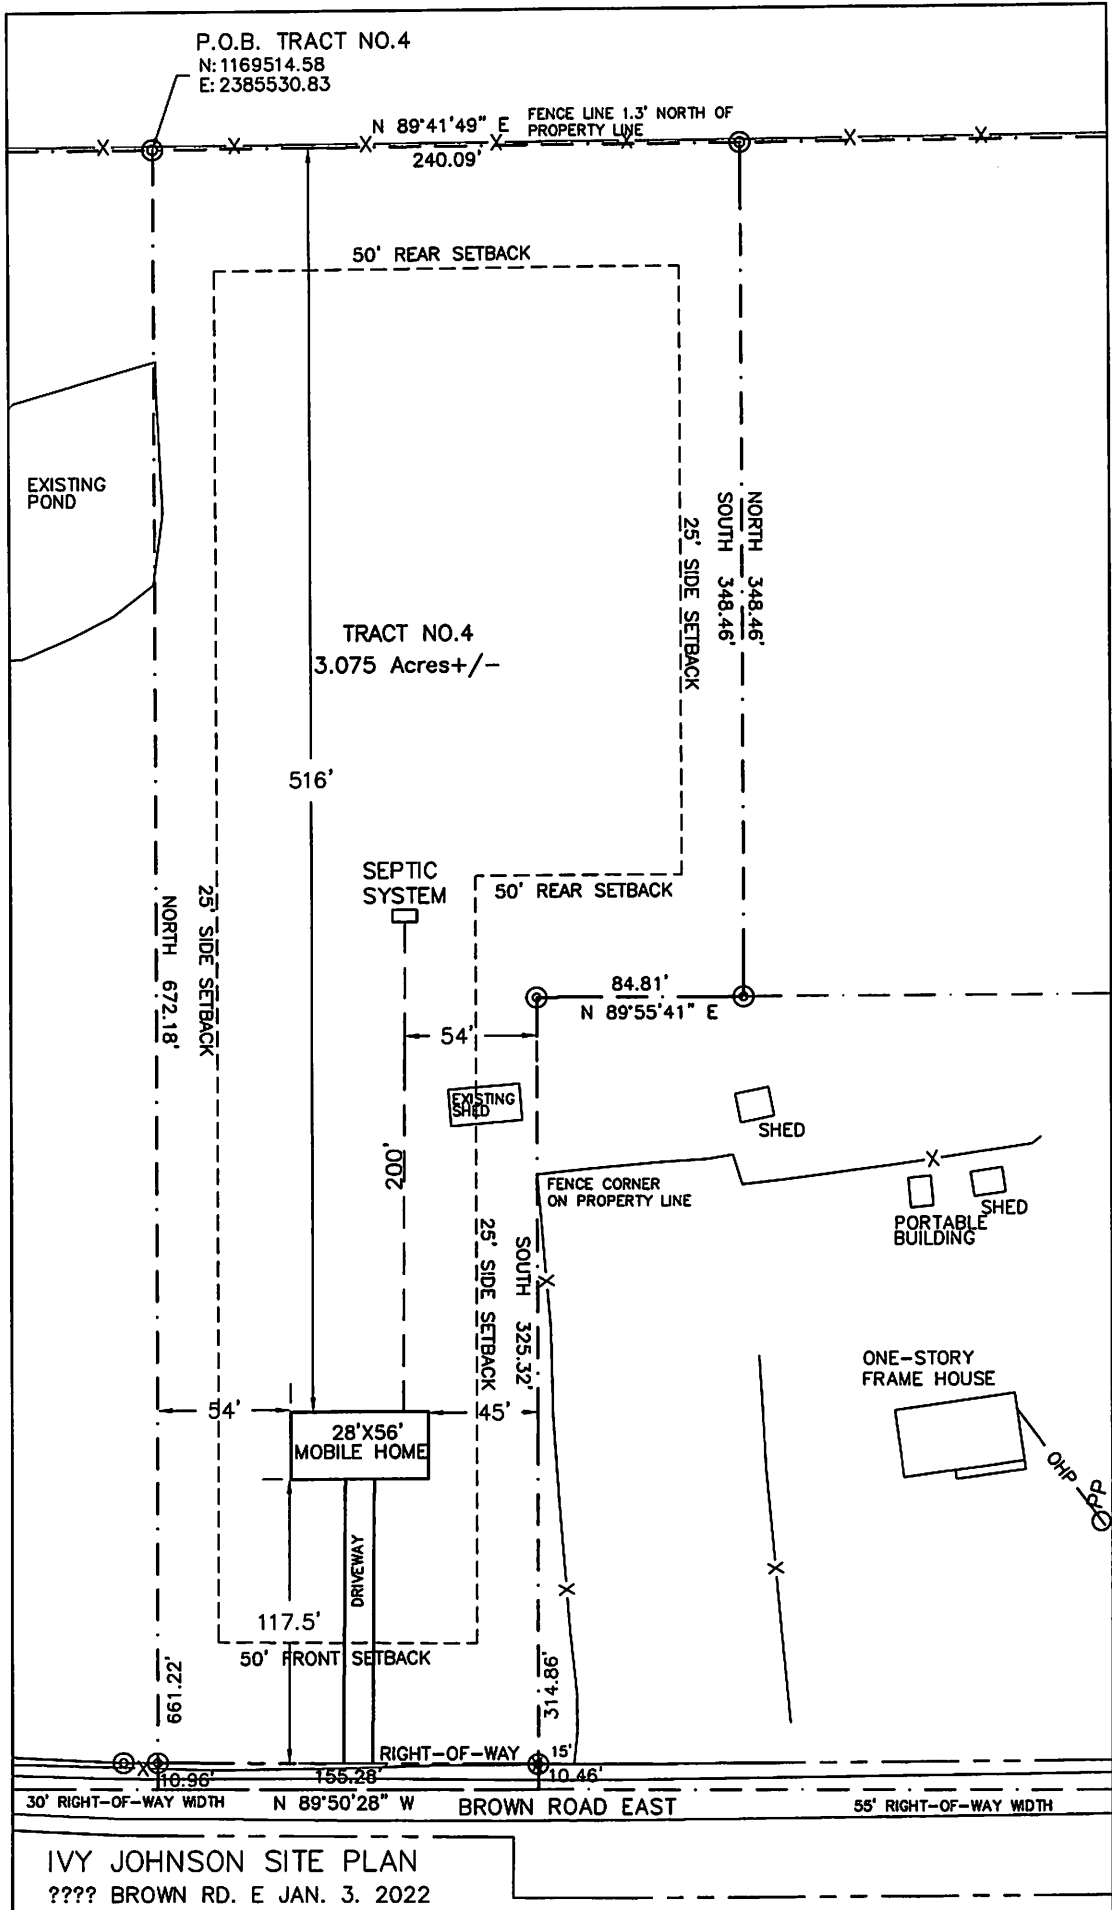 P.O.B. TRACT NO.4
N:1169514.58
E:2385530.83
N 89°41'49" E
FENCE LINE 1.3' NORTH OF
PROPERTY LINE
240.09'
50' REAR SETBACK
EXISTING
POND
NORTH 348.46'
SOUTH 348.46'
25' SIDE SETBACK
TRACT NO.4
3.075 Acres+/-
516'
SEPTIC
SYSTEM
50' REAR SETBACK
25' SIDE SETBACK
NORTH 672.18'
84.81'
N 89°55'41" E
54'
EXISTING
SHED
SHED
200'
FENCE CORNER
ON PROPERTY LINE
SHED
PORTABLE
BUILDING
25' SIDE SETBACK
SOUTH 325.32'
ONE-STORY
FRAME HOUSE
54'
45'
28'X56'
MOBILE HOME
OHP
PP
DRIVEWAY
117.5'
50' FRONT SETBACK
661.22'
314.86'
RIGHT-OF-WAY
15'
10.96'
155.28'
10.46'
30' RIGHT-OF-WAY WIDTH
N 89°50'28" W
BROWN ROAD EAST
55' RIGHT-OF-WAY WIDTH
IVY JOHNSON SITE PLAN
???? BROWN RD. E JAN. 3. 2022